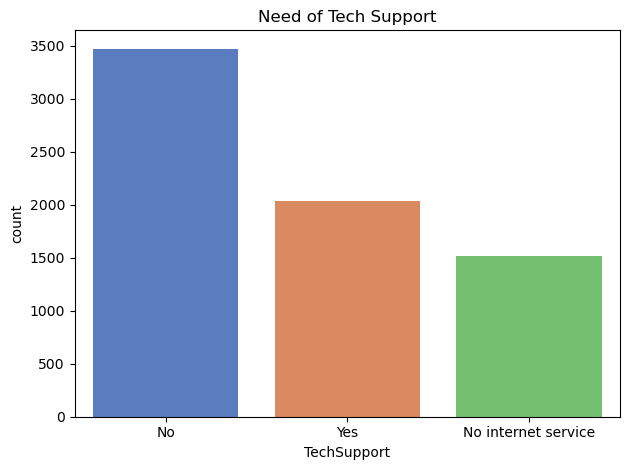 Need of Tech Support
3500
3000
2500
2000
1500
1000
500
0
count
No
Yes
No internet service
TechSupport